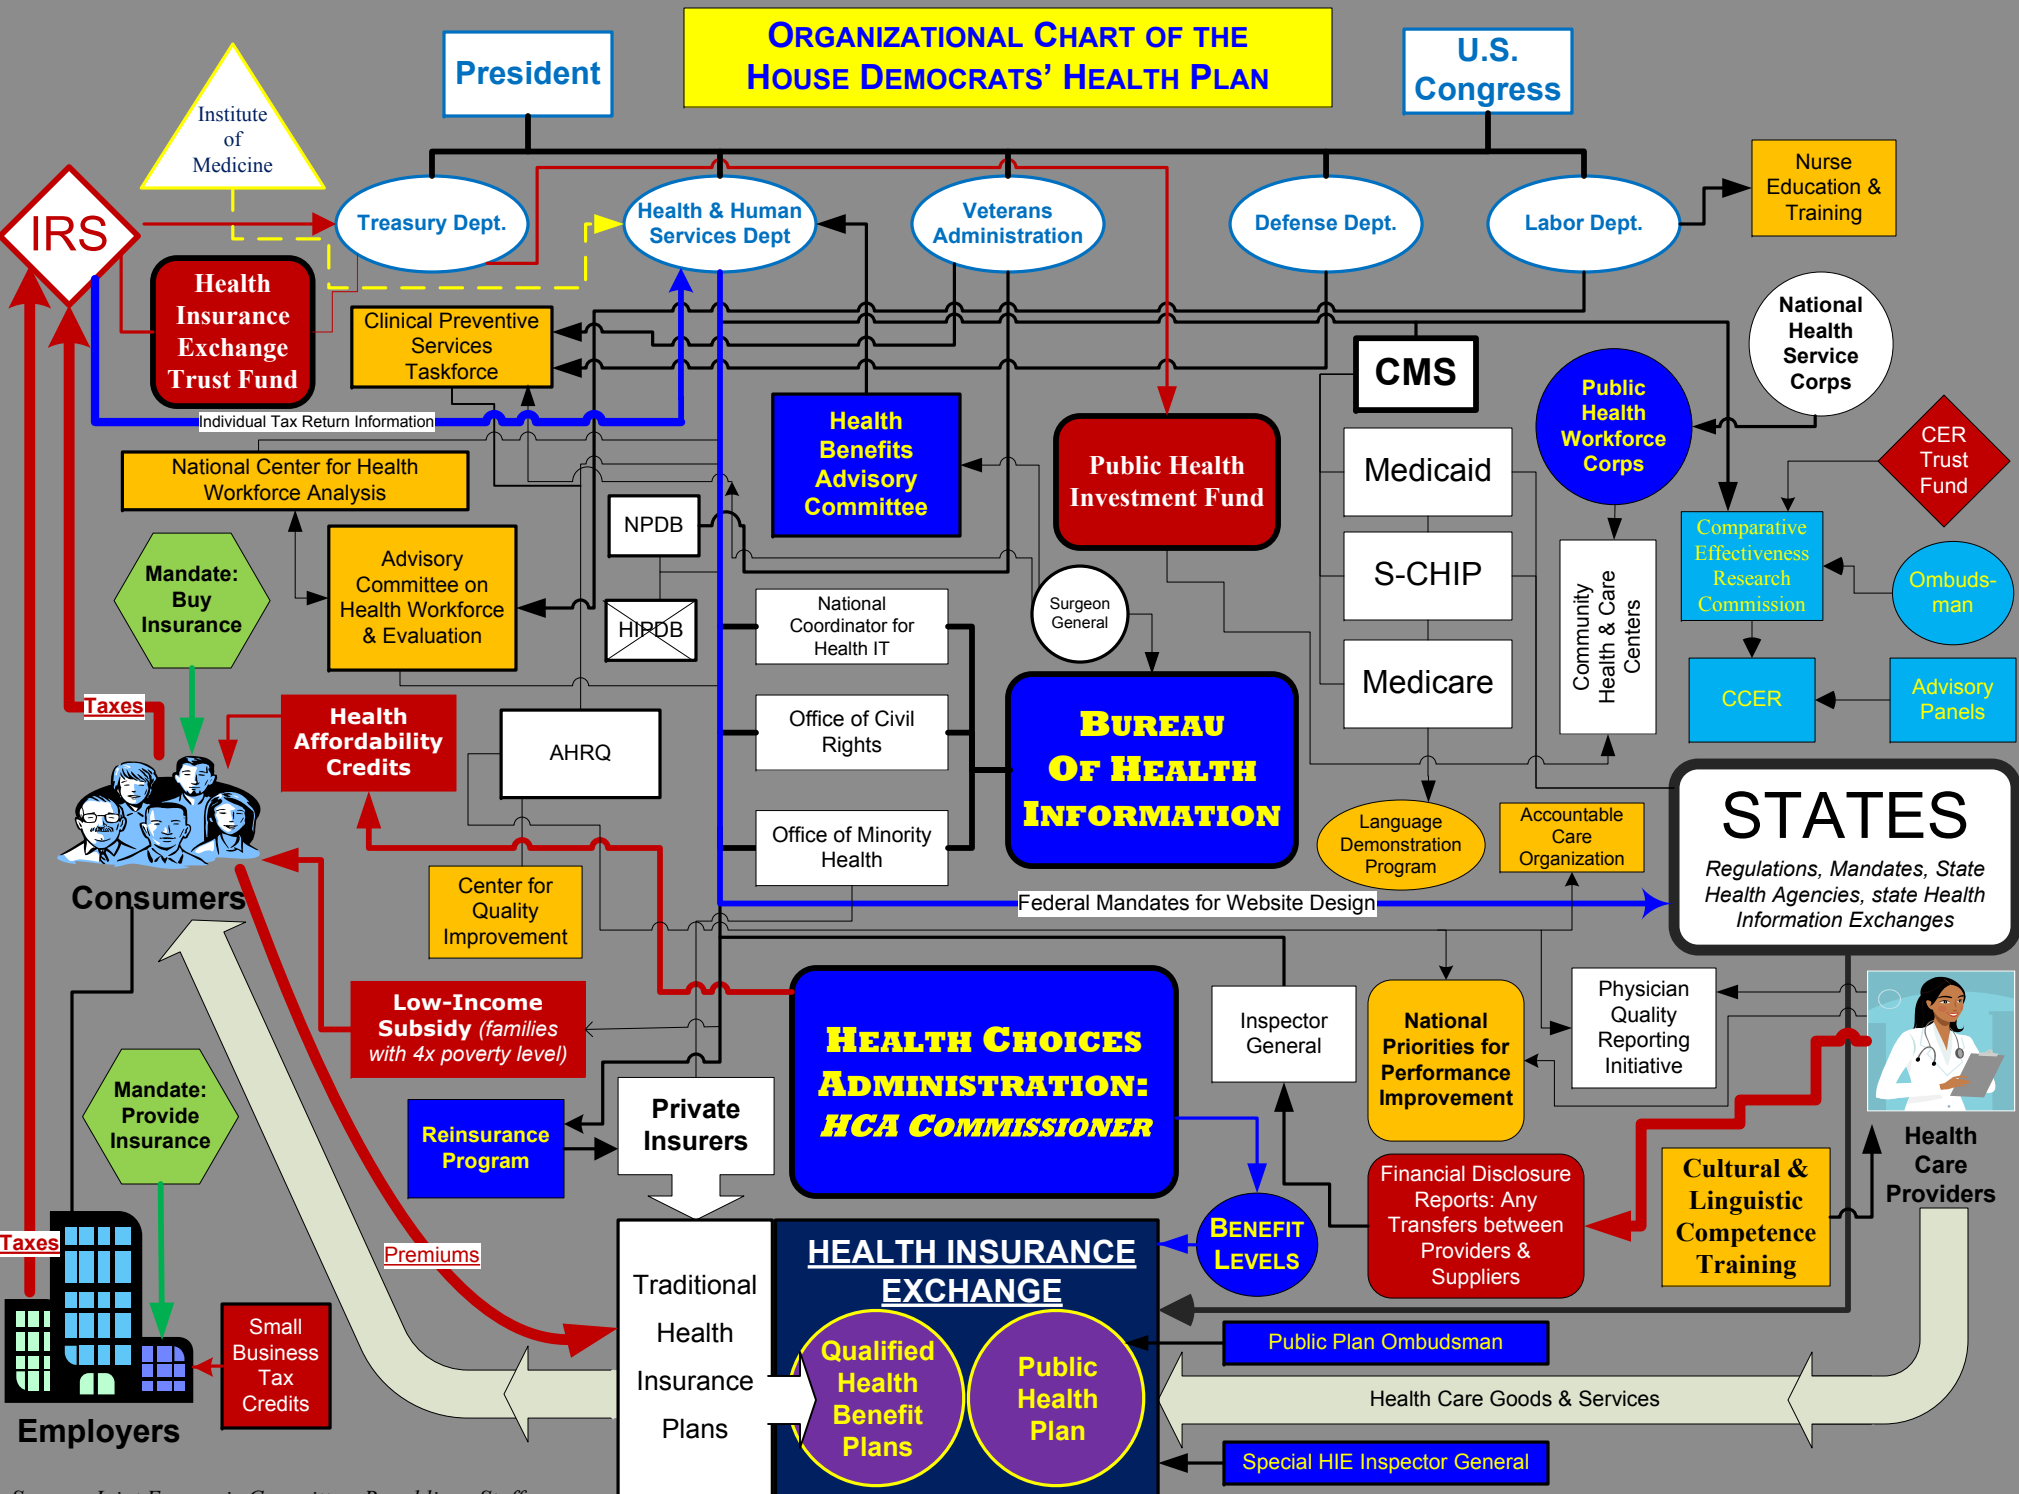 ORGANIZATIONAL CHART OF THE
HOUSE DEMOCRATS' HEALTH PLAN
President
U.S.
Congress
Institute
of
Medicine
IRS
Treasury Dept.
Health & Human
Services Dept
Veterans
Administration
Defense Dept.
Labor Dept.
Nurse
Education &
Training
Health
Insurance
Exchange
Trust Fund
Clinical Preventive
Services
Taskforce
CMS
National
Health
Service
Corps
Public
Health
Workforce
Corps
Individual Tax Return Information
Health
Benefits
Advisory
Committee
Public Health
Investment Fund
Medicaid
CER
Trust
Fund
National Center for Health
Workforce Analysis
NPDB
Comparative
Effectiveness
Research
Commission
Ombuds-
man
Mandate:
Buy
Insurance
Advisory
Committee on
Health Workforce
& Evaluation
HIPDB
National
Coordinator for
Health IT
Surgeon
General
S-CHIP
Community
Health & Care
Centers
Medicare
CCER
Advisory
Panels
Taxes
Health
Affordability
Credits
AHRQ
Office of Civil
Rights
BUREAU
OF HEALTH
INFORMATION
Office of Minority
Health
Language
Demonstration
Program
Accountable
Care
Organization
STATES
Regulations, Mandates, State
Health Agencies, state Health
Information Exchanges
Consumers
Center for
Quality
Improvement
Federal Mandates for Website Design
Low-Income
Subsidy (families
with 4x poverty level)
HEALTH CHOICES
ADMINISTRATION:
HCA COMMISSIONER
Inspector
General
National
Priorities for
Performance
Improvement
Physician
Quality
Reporting
Initiative
Mandate:
Provide
Insurance
Reinsurance
Program
Private
Insurers
Health
Care
Providers
Financial Disclosure
Reports: Any
Transfers between
Providers &
Suppliers
Cultural &
Linguistic
Competence
Training
Taxes
Premiums
BENEFIT
LEVELS
Traditional
Health
Insurance
Plans
HEALTH INSURANCE
EXCHANGE
Qualified
Health
Benefit
Plans
Public
Health
Plan
Public Plan Ombudsman
Small
Business
Tax
Credits
Health Care Goods & Services
Employers
Special HIE Inspector General
Source: Joint Economic Committee, Republican Staff